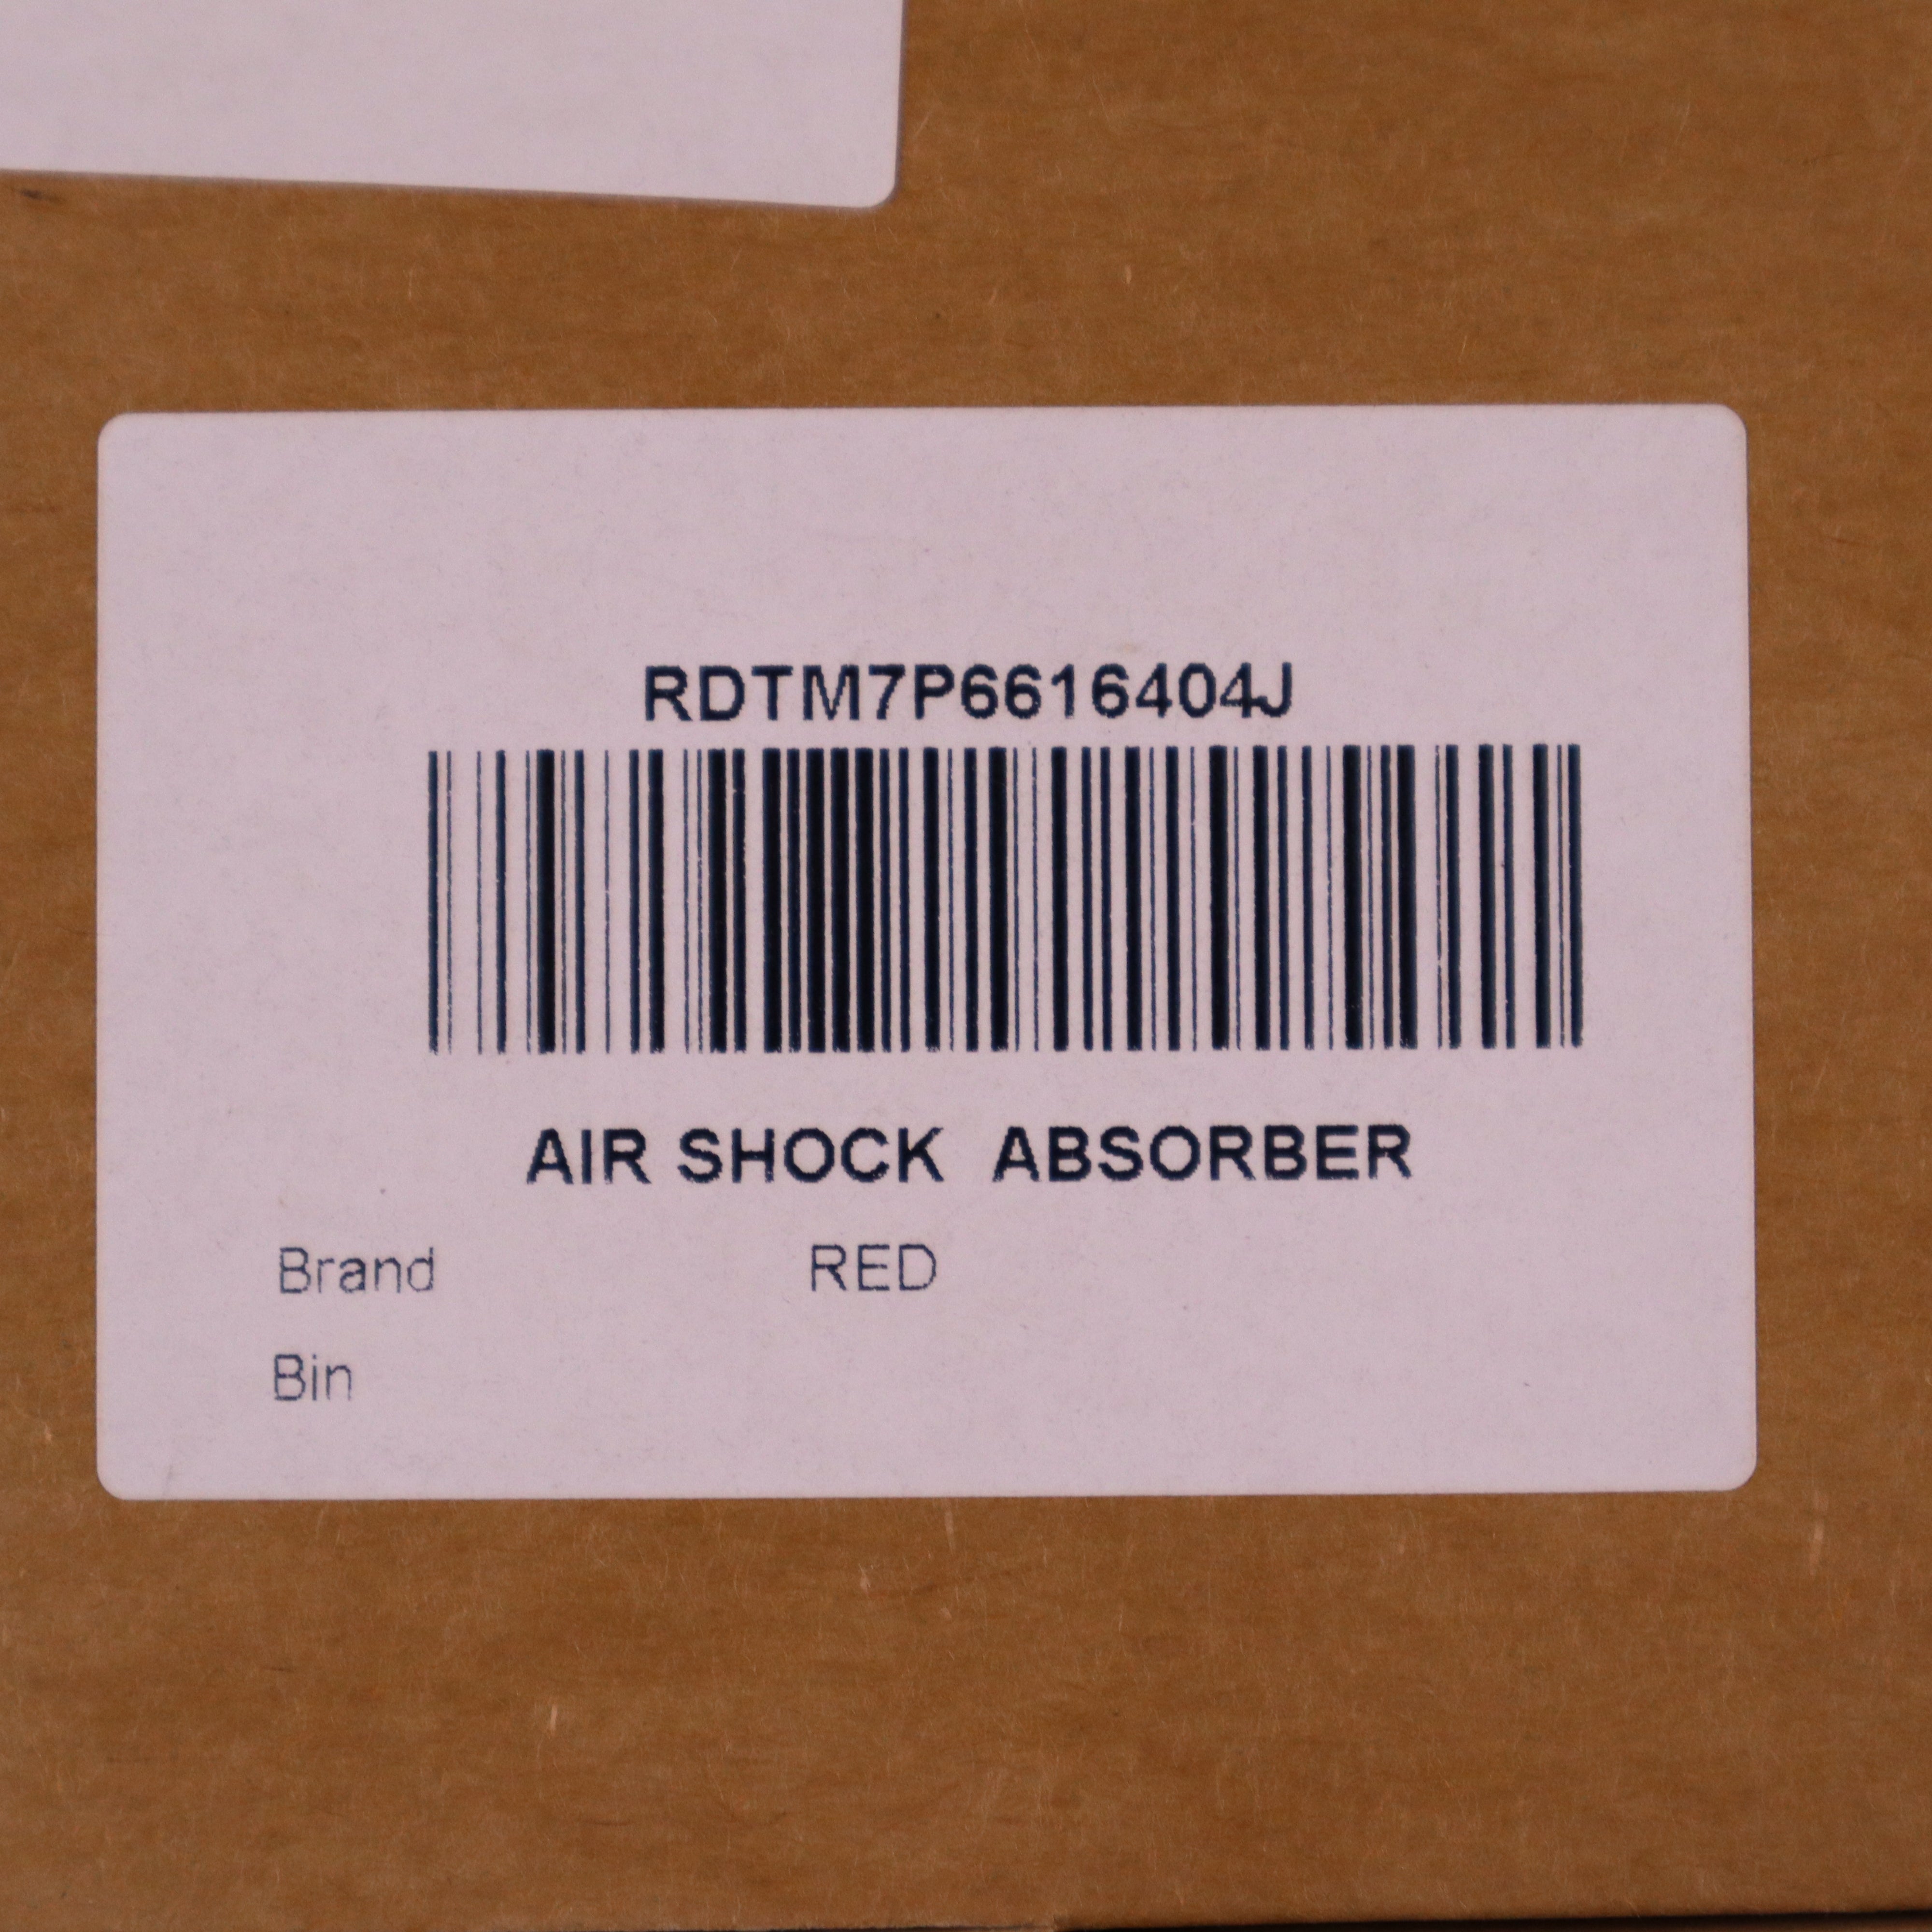 RDTM7P6616404J
AIR SHOCK  ABSORBER
Brand RED
Bin